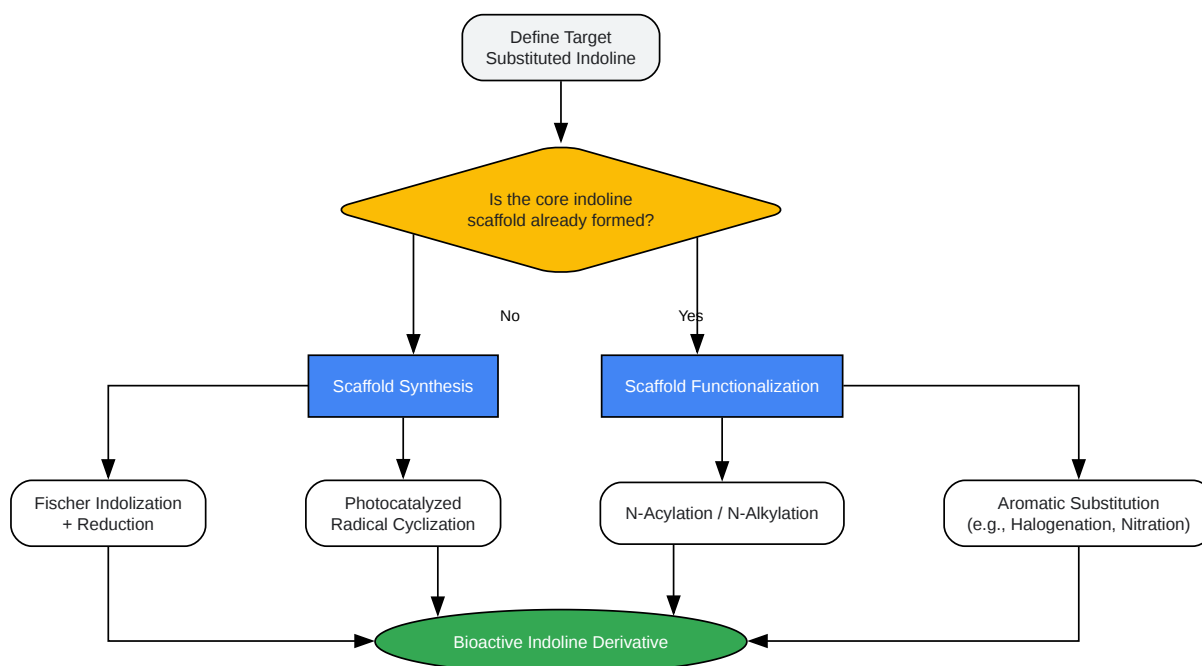 Define Target
Substituted Indoline
Is the core indoline
scaffold already formed?
No
Yes
Scaffold Synthesis
Scaffold Functionalization
Fischer Indolization
+ Reduction
Photocatalyzed
Radical Cyclization
N-Acylation / N-Alkylation
Aromatic Substitution
(e.g., Halogenation, Nitration)
Bioactive Indoline Derivative